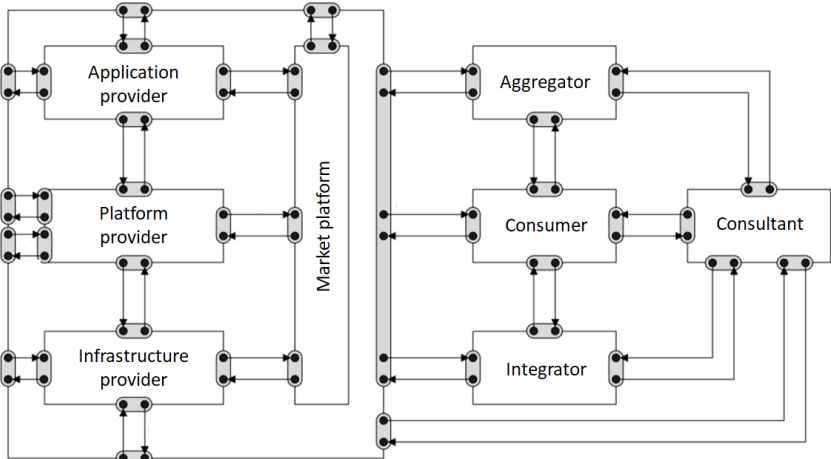 Application
provider
Market platform
Aggregator
Platform
provider
Consumer
Consultant
Infrastructure
provider
Integrator